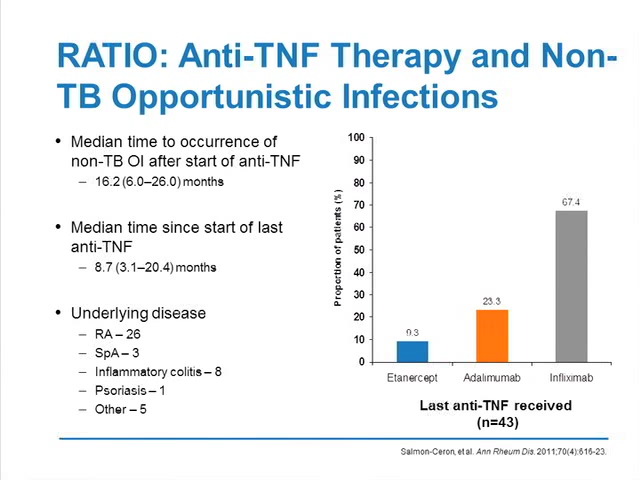 RATIO: Anti-TNF Therapy and Non-
TB Opportunistic Infections
• Median time to occurrence of
non-TB OI after start of anti-TNF
– 16.2 (6.0–26.0) months
• Median time since start of last
anti-TNF
– 8.7 (3.1–20.4) months
• Underlying disease
– RA – 26
– SpA – 3
– Inflammatory colitis – 8
– Psoriasis – 1
– Other – 5
Proportion of patients (%)
100
90
80
70
60
50
40
30
20
10
0
9.3
23.3
67.4
Etanercept Adalimumab Infliximab
Last anti-TNF received
(n=43)
Salmon-Ceron, et al. Ann Rheum Dis. 2011;70(4):616-23.